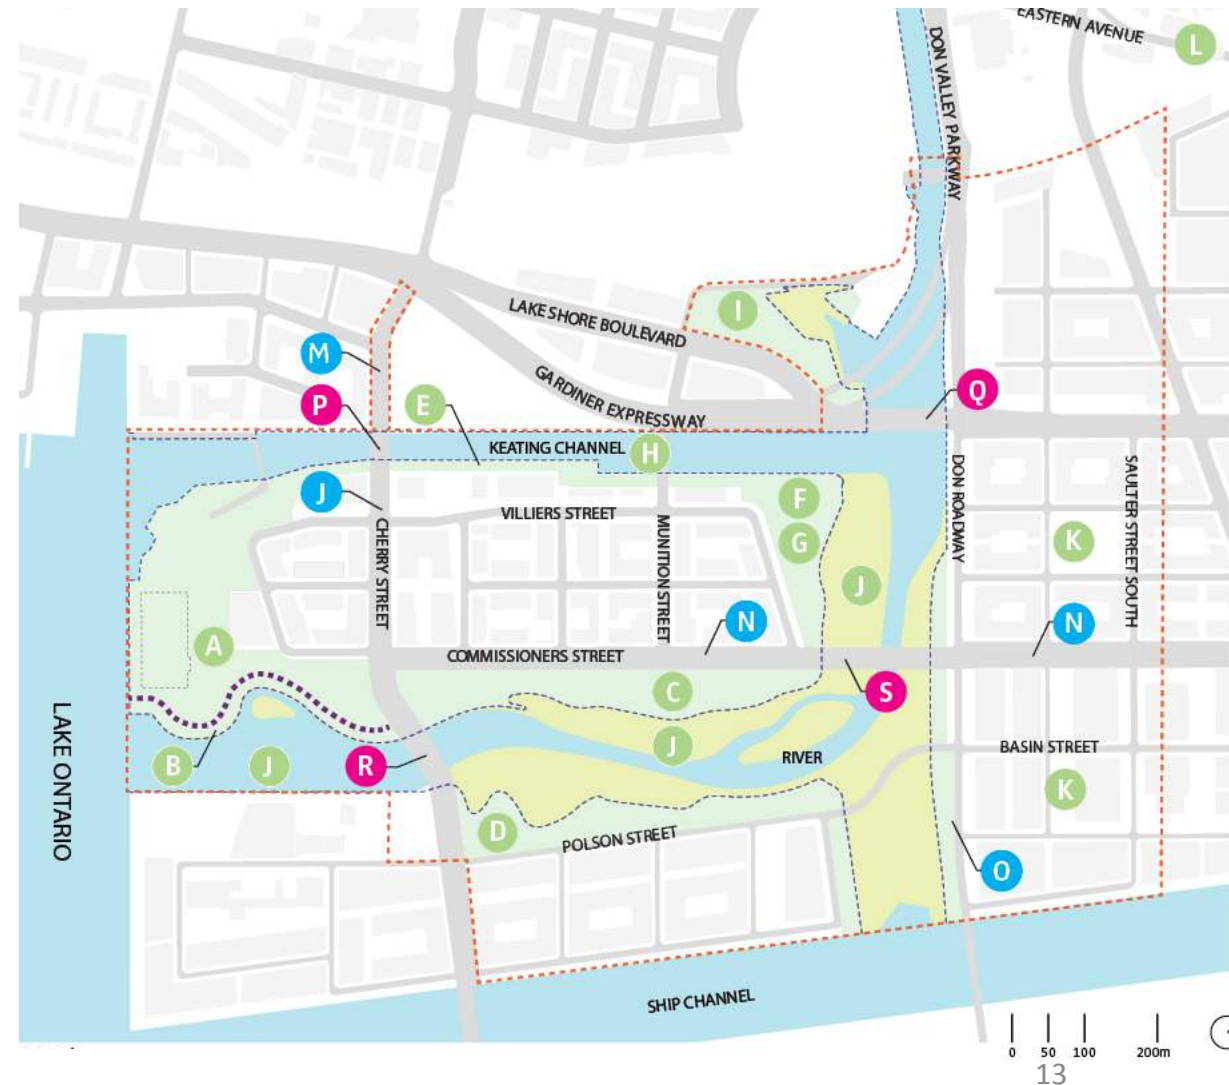 EASTERN AVENUE
L
DON VALLEY PARKWAY
I
LAKE SHORE BOULEVARD
M
GARDINER EXPRESSWAY
P
E
Q
KEATING CHANNEL
H
J
VILLIERS STREET
F
G
CHERRY STREET
MUNITION STREET
DON ROADWAY
SAULTER STREET SOUTH
K
J
N
N
A
COMMISSIONERS STREET
C
S
LAKE ONTARIO
B
J
R
J
RIVER
BASIN STREET
K
D
POLSON STREET
O
SHIP CHANNEL
0 50 100 200m
13